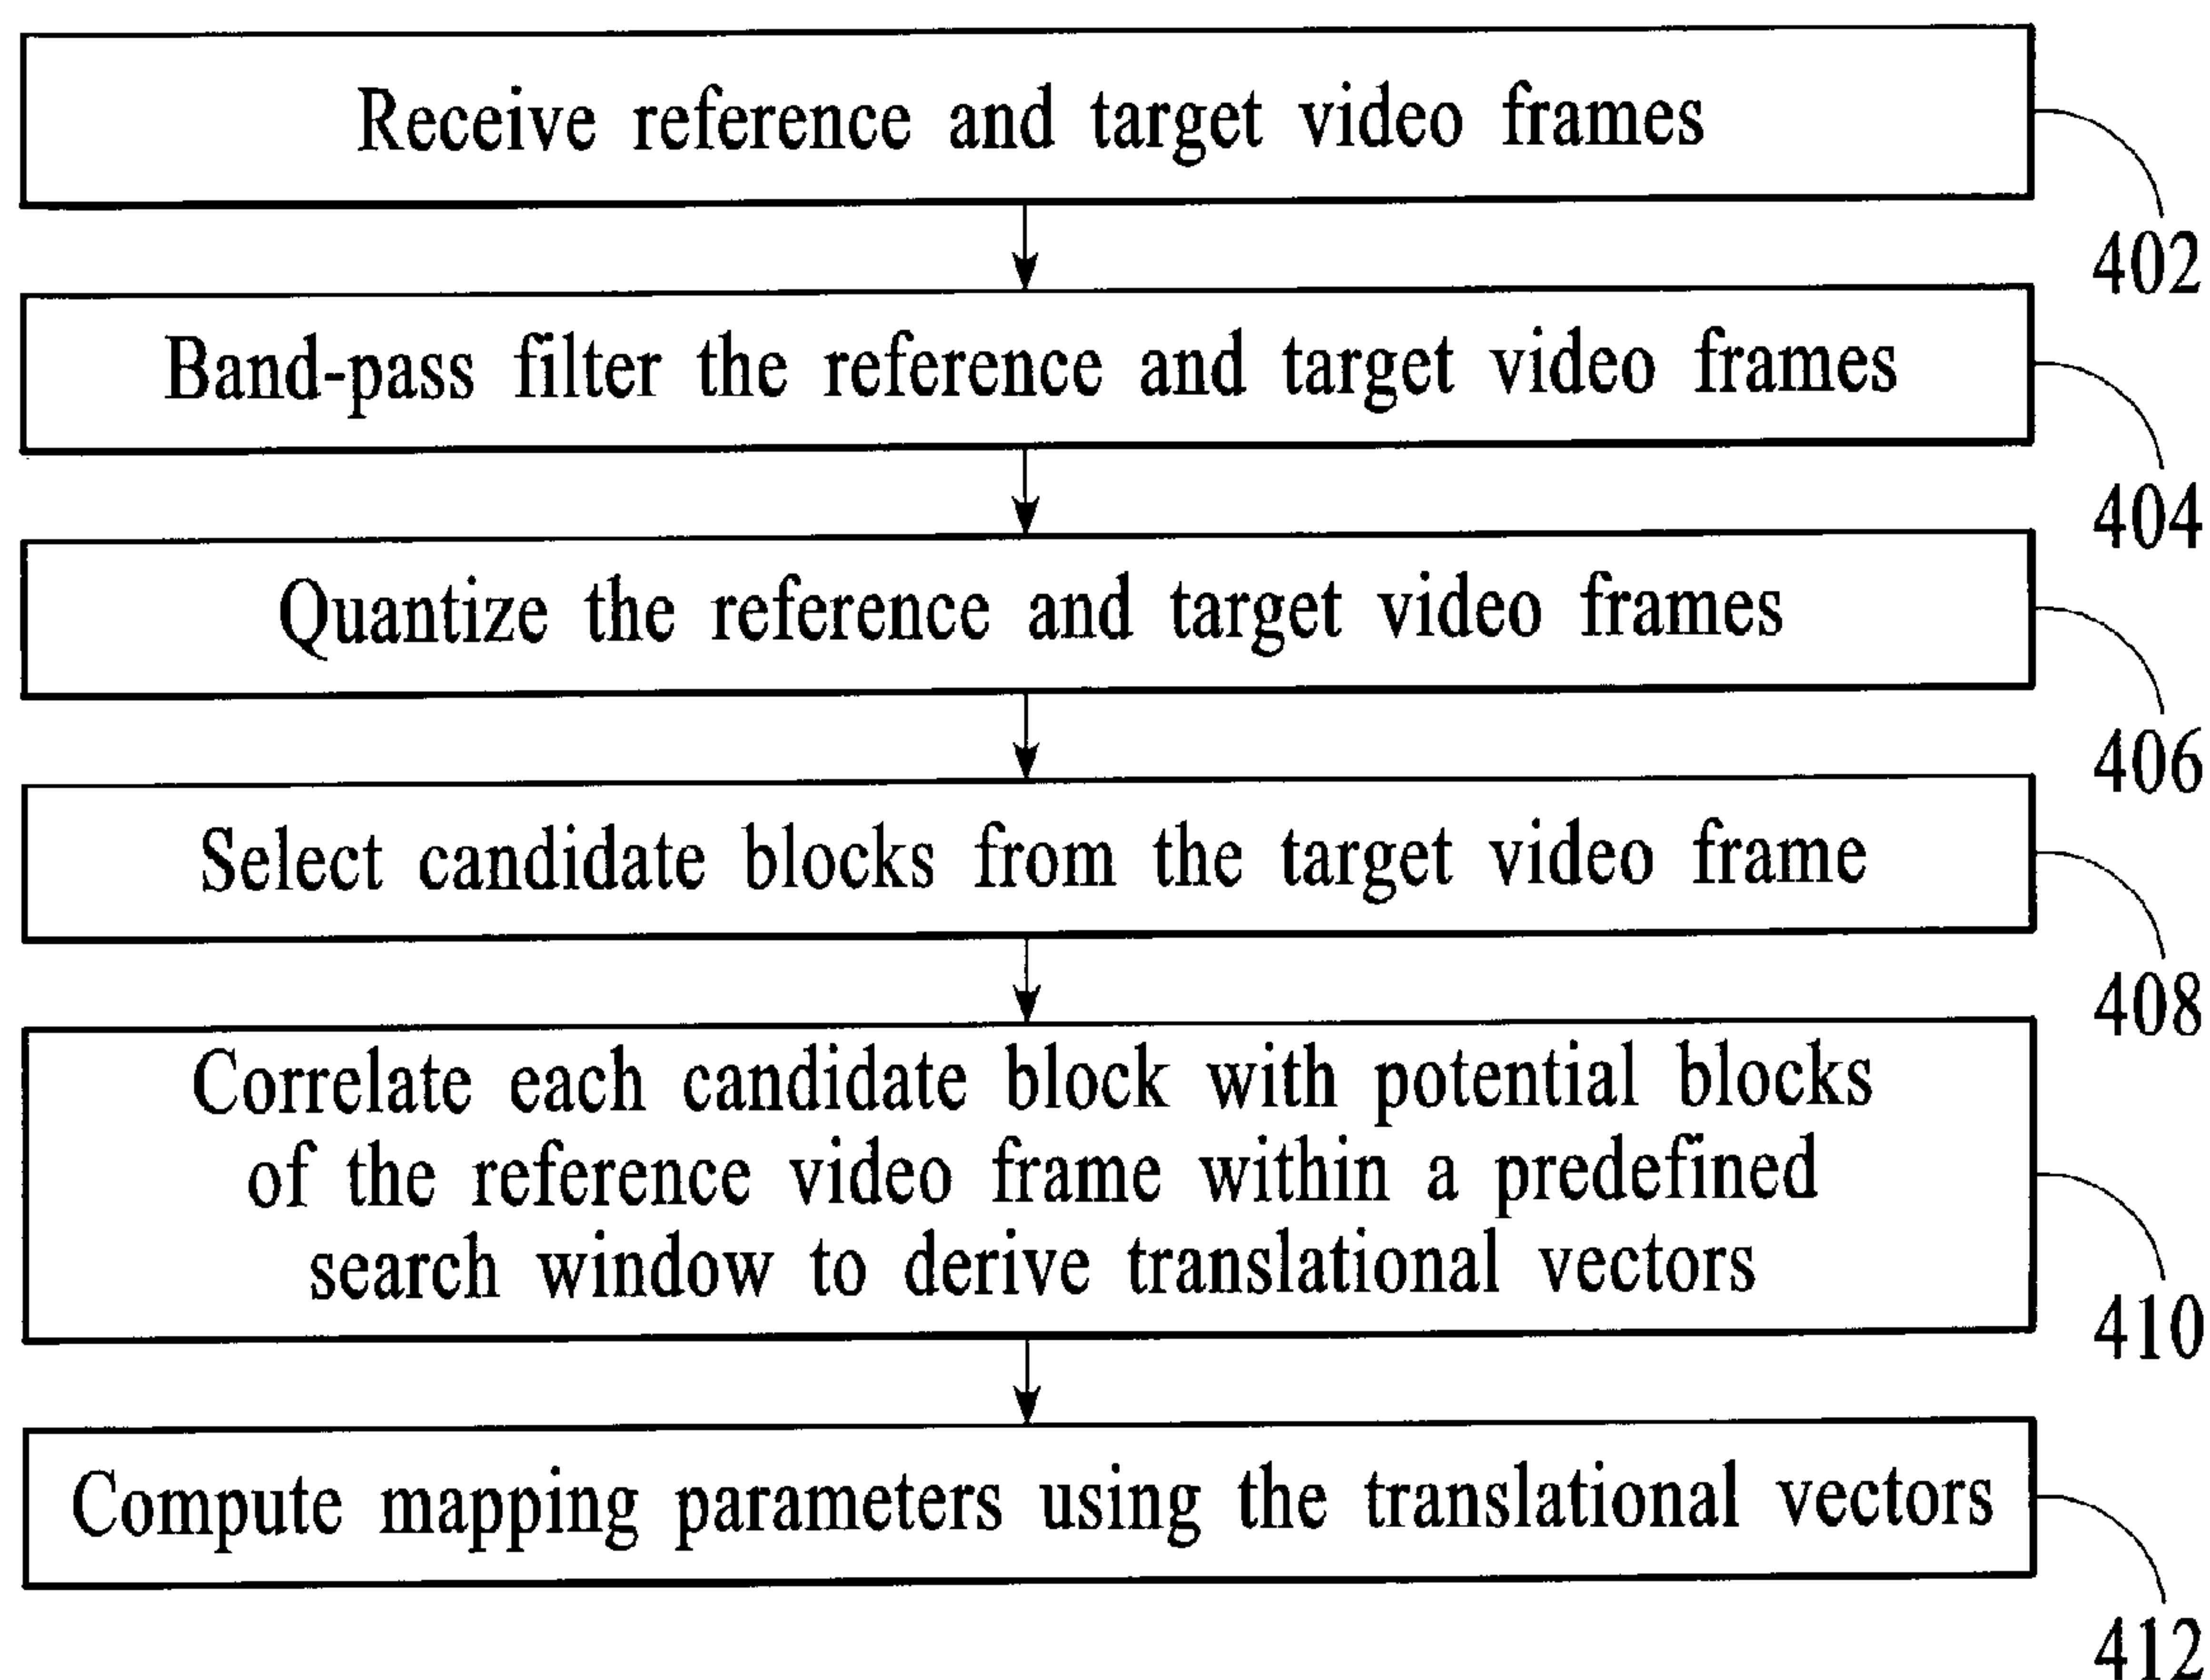 Receive reference and target video frames
402
Band-pass filter the reference and target video frames
404
Quantize the reference and target video frames
406
Select candidate blocks from the target video frame
408
Correlate each candidate block with potential blocks
of the reference video frame within a predefined
search window to derive translational vectors
410
Compute mapping parameters using the translational vectors
412